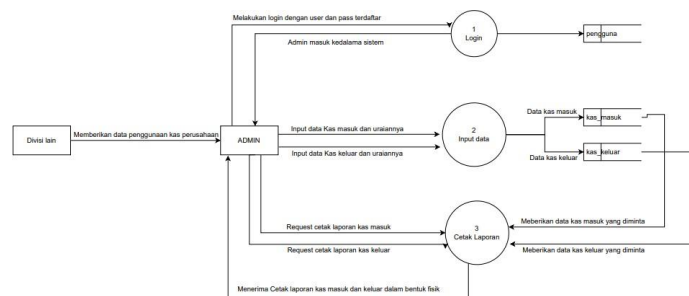 Melakukan login dengan user dan pass terdaftar
1
Login
pengguna
Admin masuk kedalama sistem
Divisi lain
Memberikan data penggunaan kas perusahaan
ADMIN
Input data Kas masuk dan uraiannya
Input data Kas keluar dan uraiannya
2
Input data
Data kas masuk
kas_masuk
Data kas keluar
kas_keluar
Request cetak laporan kas masuk
Request cetak laporan kas keluar
3
Cetak Laporan
Meberikan data kas masuk yang diminta
Meberikan data kas keluar yang diminta
Menerima Cetak laporan kas masuk dan keluar dalam bentuk fisik